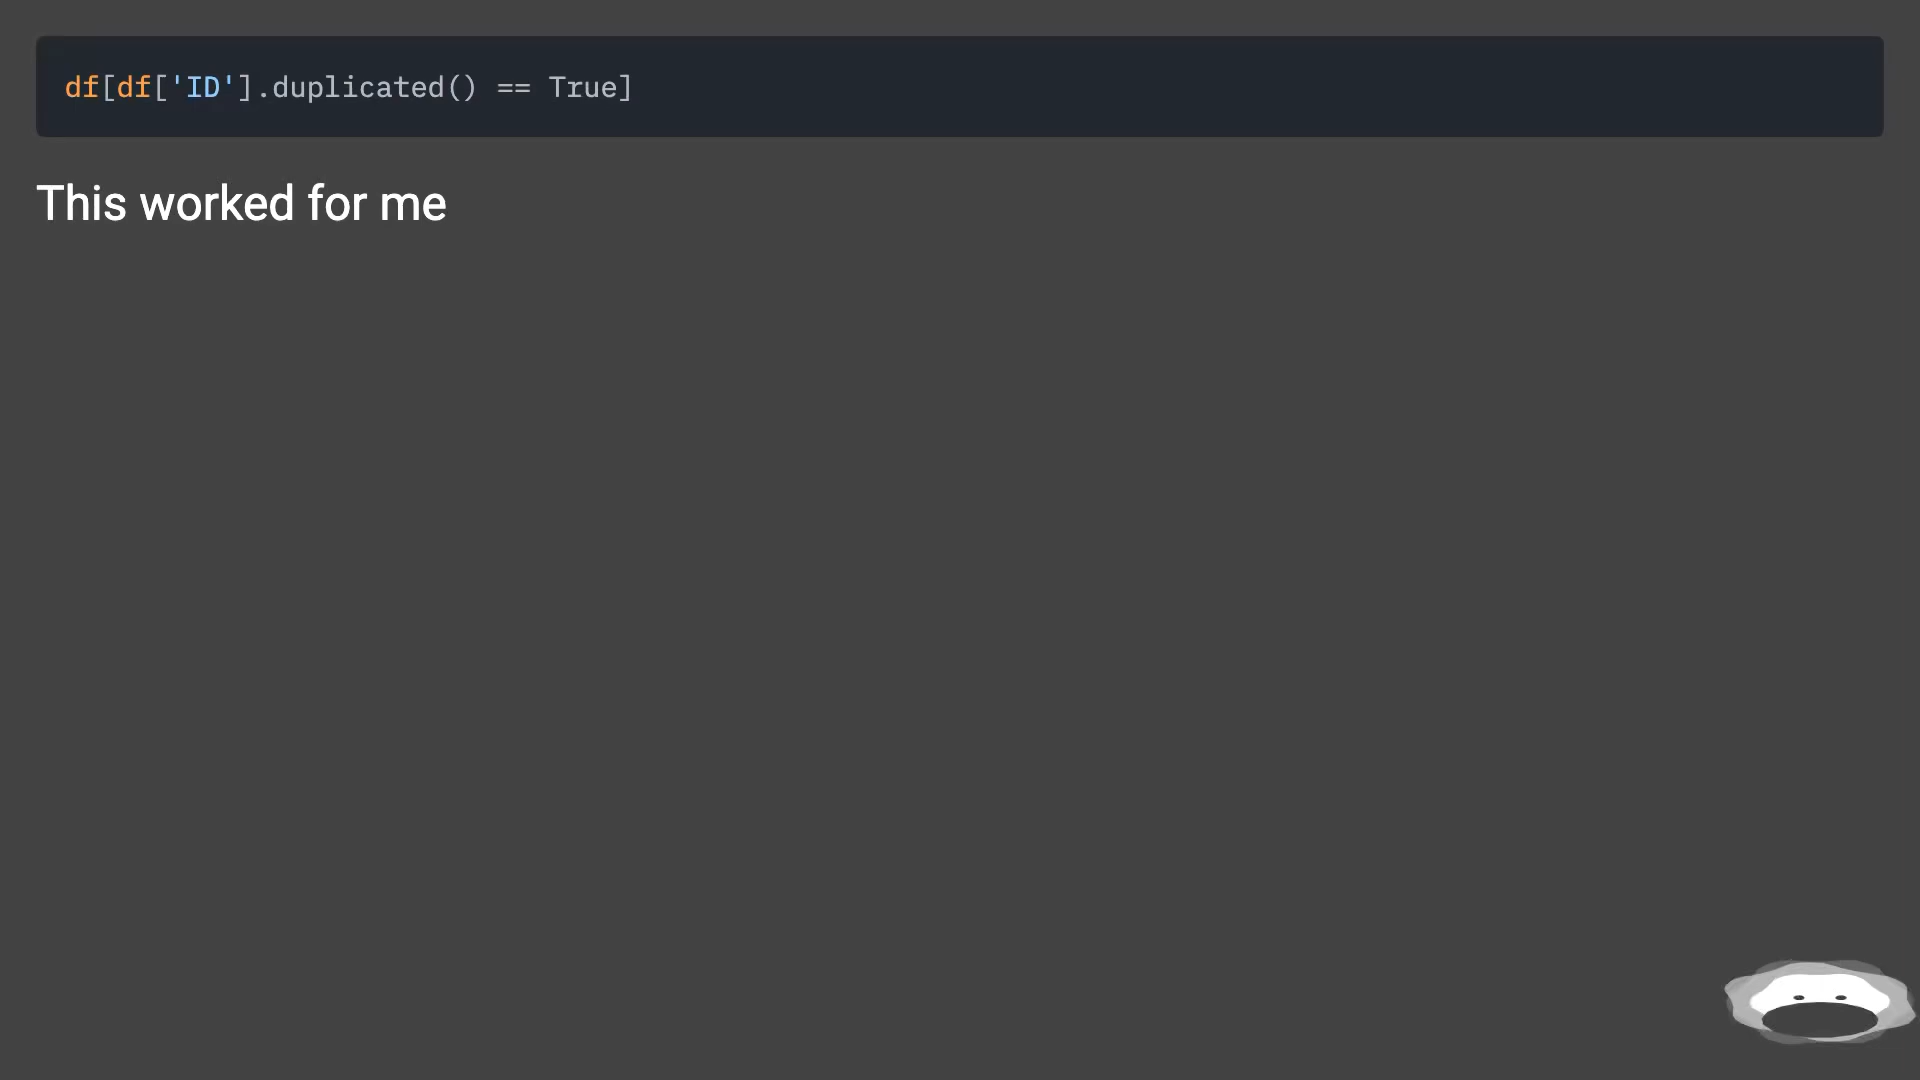 df[df['ID'].duplicated() == True]
This worked for me